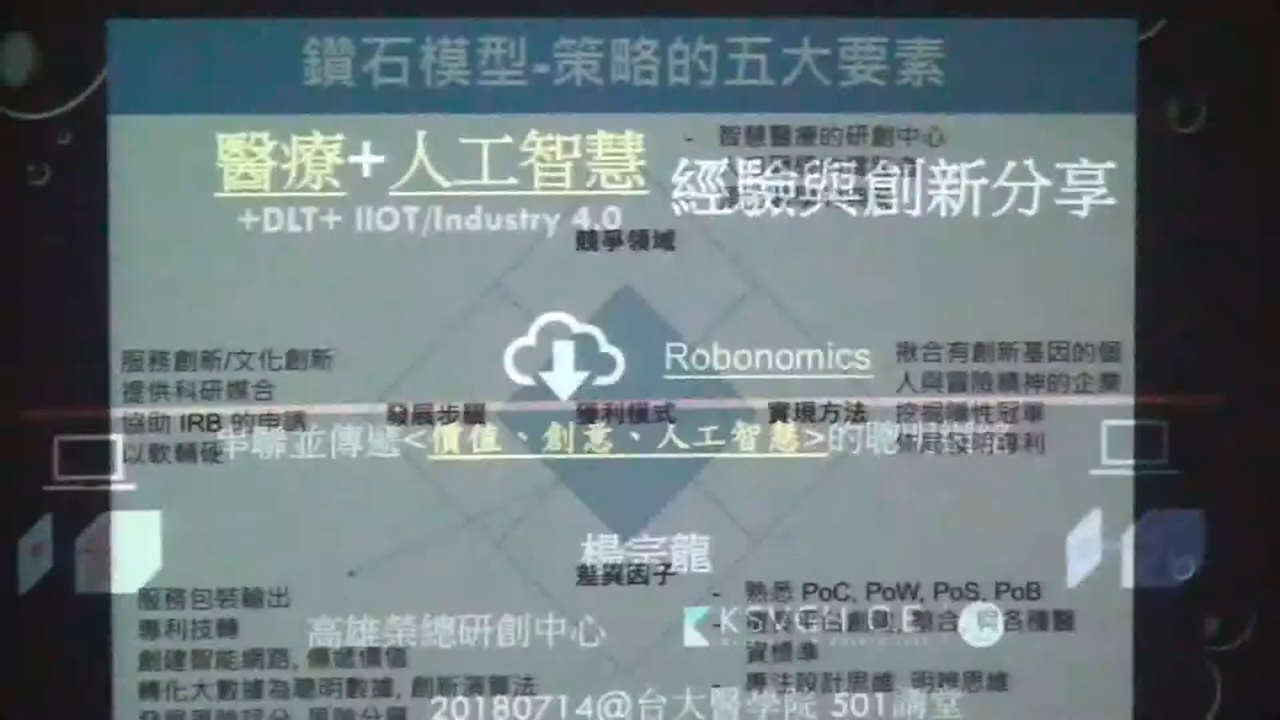 鑽石模型-策略的五大要素
醫療+人工智慧
經驗與創新分享
+DLT+ IIOT/Industry 4.0
- 智慧醫療的研創中心
競爭領域
Robonomics
服務創新/文化創新
提供科研媒合
協助 IRB 的申請
以軟輔硬
揪合有創新基因的個
人與冒險精神的企業
挖掘隱性冠軍
佈局發明專利
發展步驟
獲利模式
實現方法
串聯並傳遞<價值、創意、人工智慧>的聰
楊宗龍
差異因子
服務包裝輸出
專利技轉
創建智能網路, 傳遞價值
轉化大數據為聰明數據, 創新演算法
- 熟悉 PoC, PoW, PoS, PoB
資標準
- 專注設計思維, 明辨思維
高雄榮總研創中心
20180714@台大醫學院 501講堂